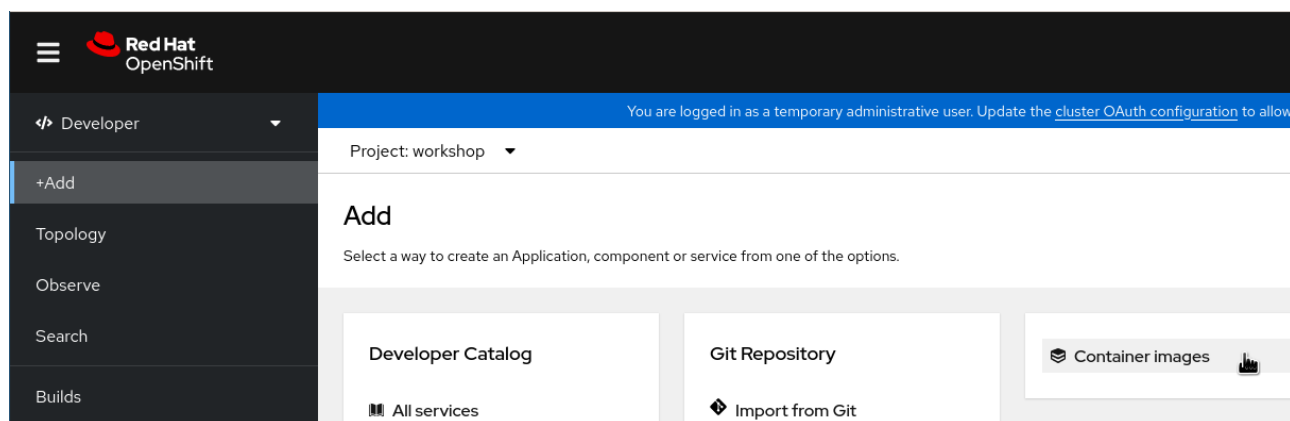 Red Hat
OpenShift
Developer
You are logged in as a temporary administrative user. Update the cluster OAuth configuration to allow
Project: workshop
+Add
Topology
Observe
Search
Builds
Add
Select a way to create an Application, component or service from one of the options.
Developer Catalog
All services
Git Repository
Import from Git
Container images